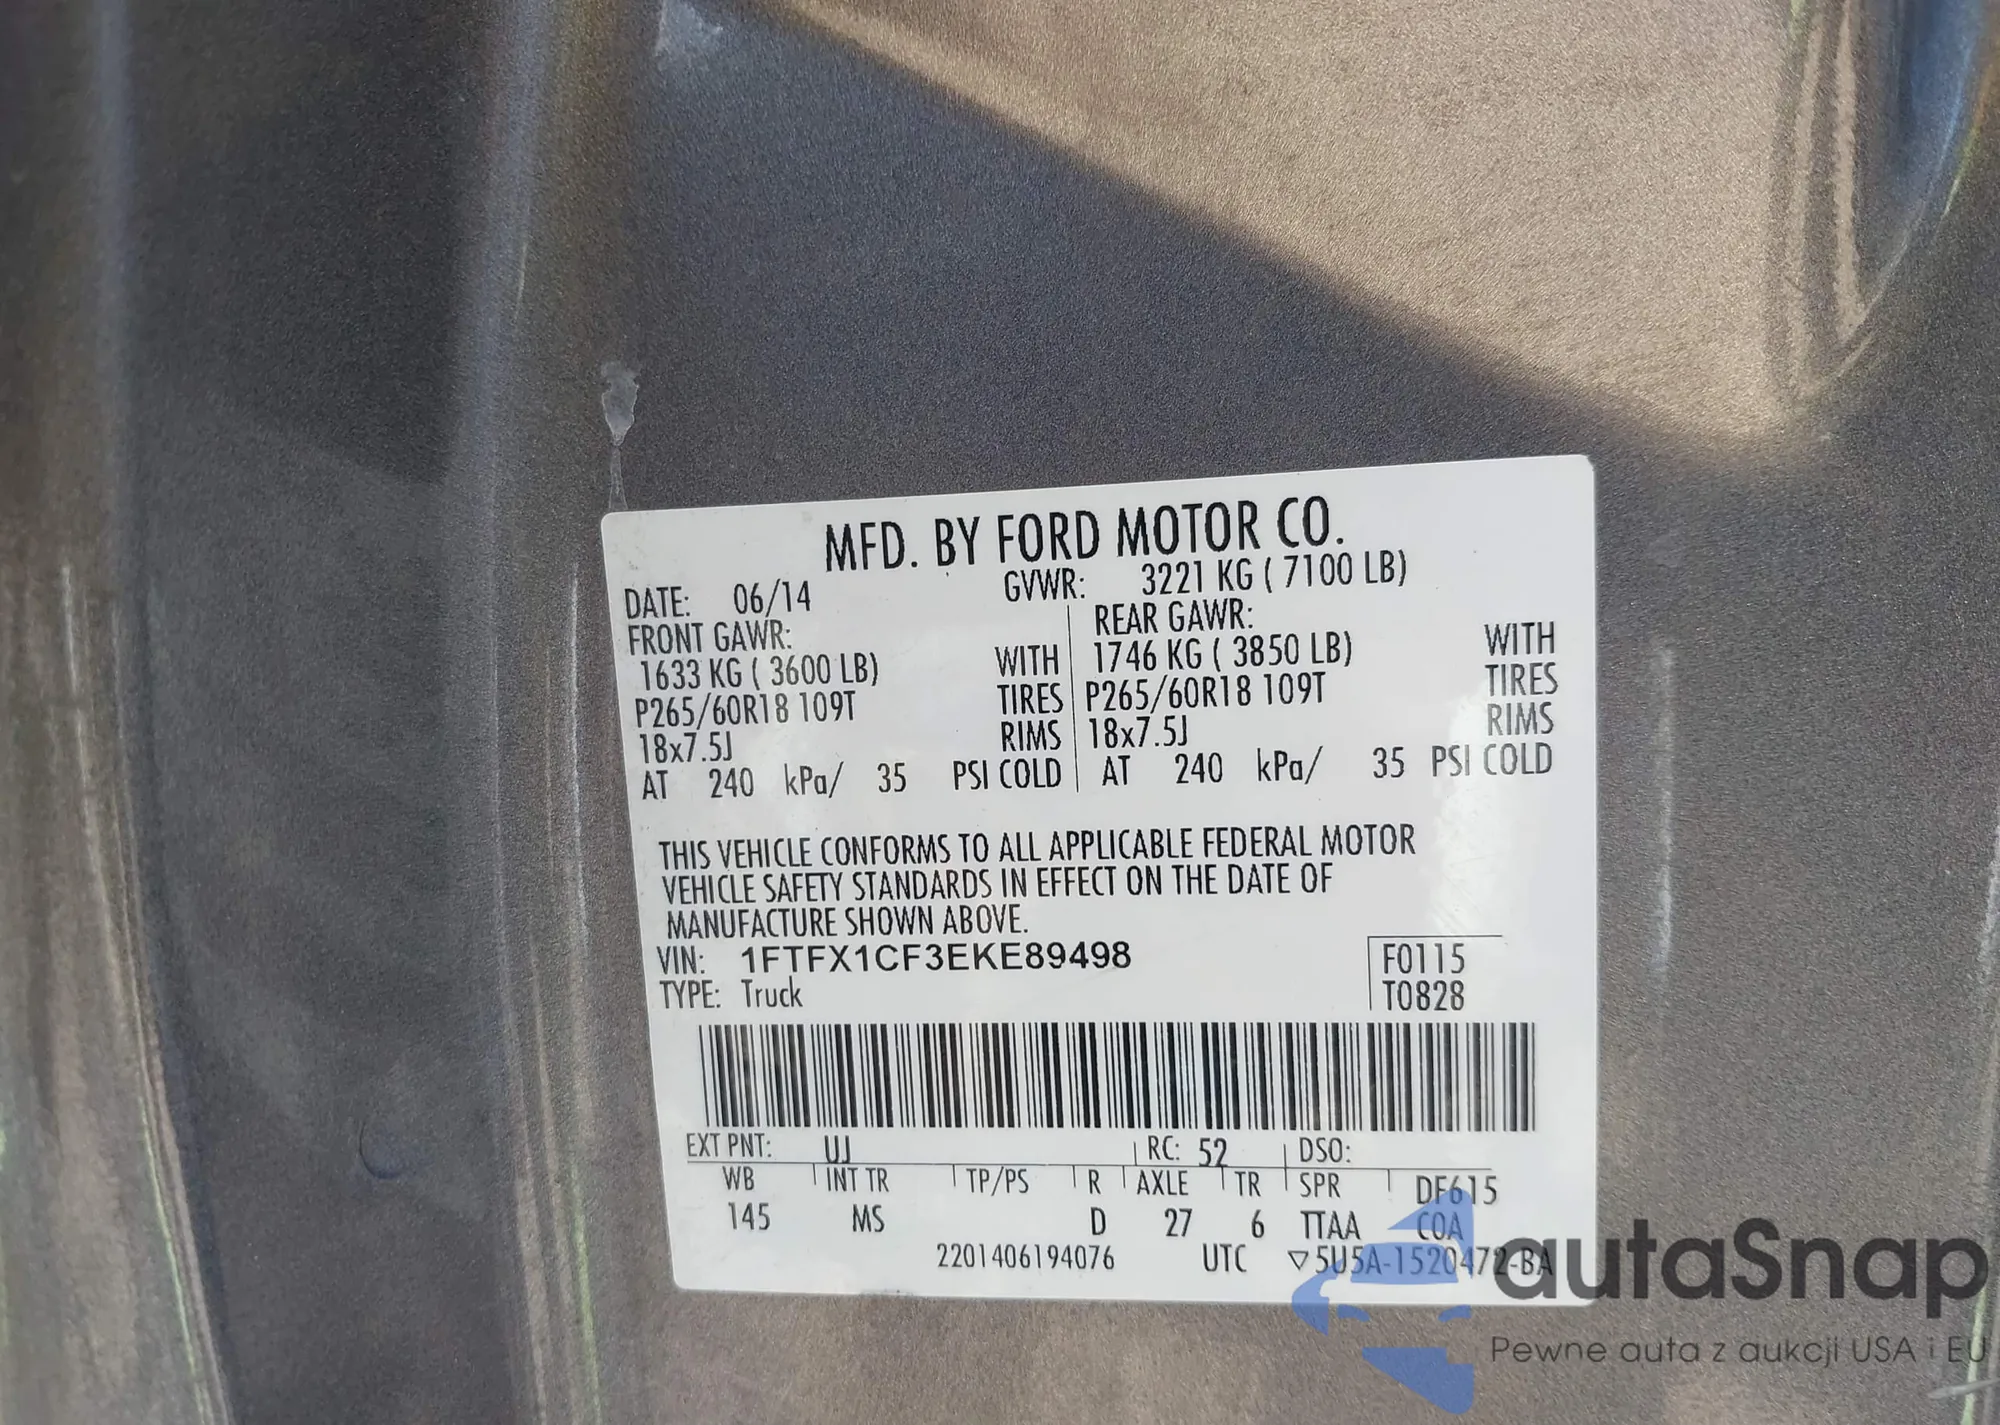 MFD. BY FORD MOTOR CO.
DATE: 06/14 GVWR: 3221 KG ( 7100 LB)
FRONT GAWR: REAR GAWR:
1633 KG ( 3600 LB) WITH 1746 KG ( 3850 LB) WITH
P265/60R18 109T TIRES P265/60R18 109T TIRES
18x7.5J RIMS 18x7.5J RIMS
AT 240 kPa/ 35 PSI COLD AT 240 kPa/ 35 PSI COLD
THIS VEHICLE CONFORMS TO ALL APPLICABLE FEDERAL MOTOR
VEHICLE SAFETY STANDARDS IN EFFECT ON THE DATE OF
MANUFACTURE SHOWN ABOVE.
VIN: 1FTFX1CF3EKE89498 F0115
TYPE: Truck T0828
EXT PNT: UJ RC: 52 DSO:
WB INT TR TP/PS R AXLE TR SPR DF615
145 MS D 27 6 TTAA COA
2201406194076 UTC ▽5U5A-1520472-BA
autaSnap
Pewne auta z aukcji USA i EU